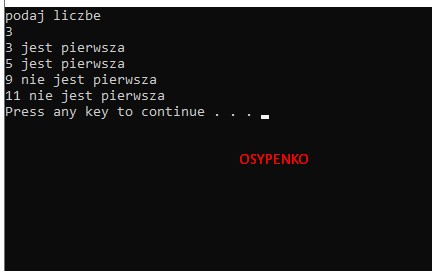 podaj liczbe
3
3 jest pierwsza
5 jest pierwsza
9 nie jest pierwsza
11 nie jest pierwsza
Press any key to continue . . .
OSYPENKO